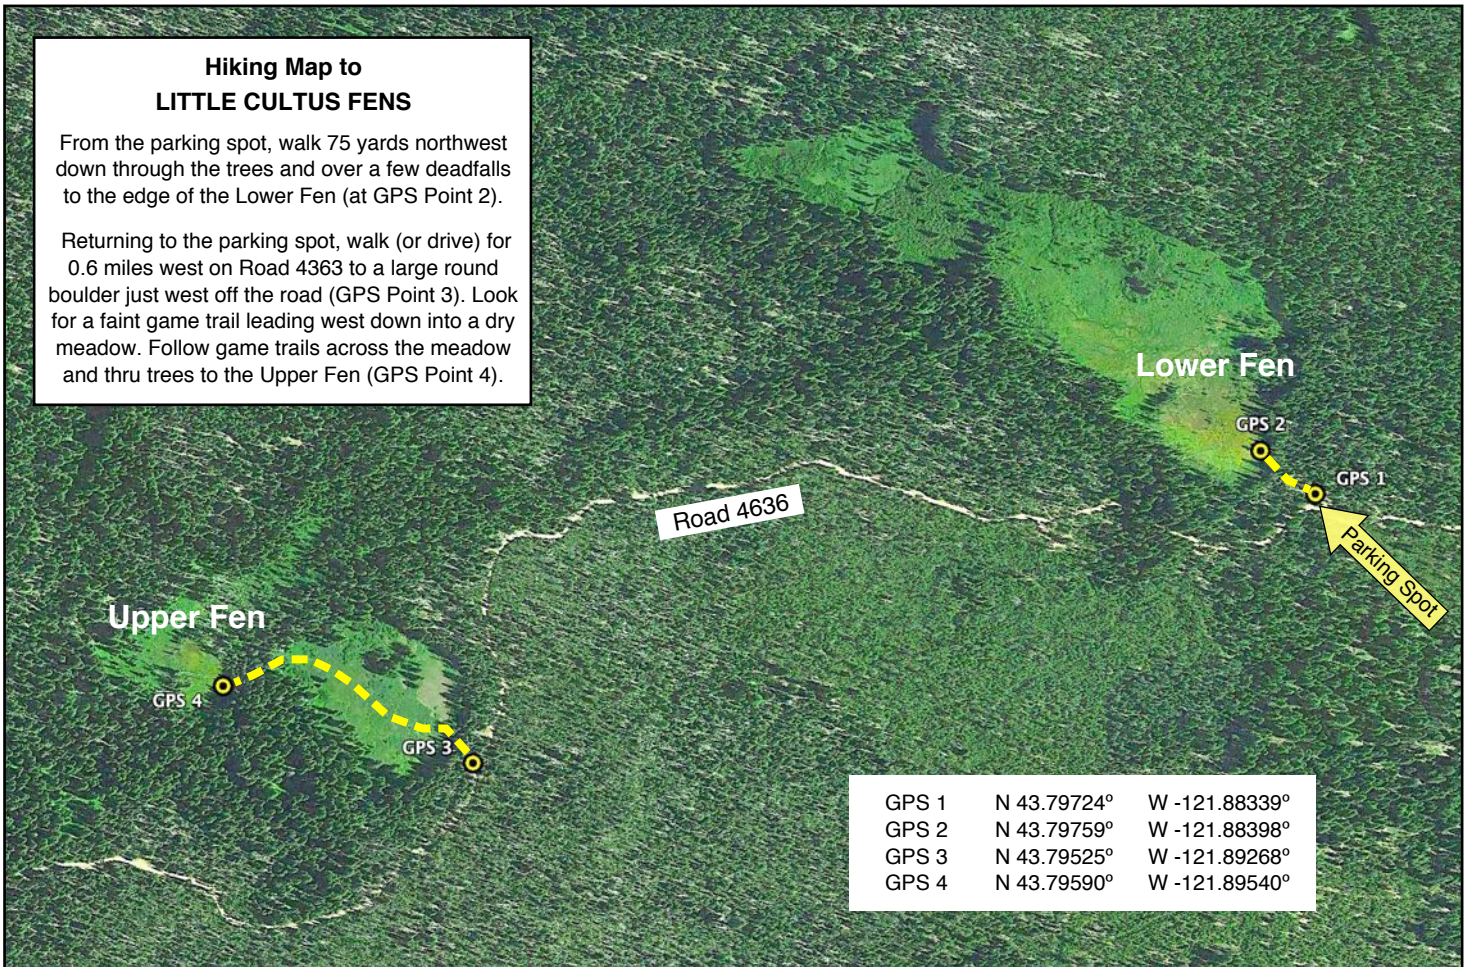 Hiking Map to
LITTLE CULTUS FENS
From the parking spot, walk 75 yards northwest
down through the trees and over a few deadfalls
to the edge of the Lower Fen (at GPS Point 2).
Returning to the parking spot, walk (or drive) for
0.6 miles west on Road 4363 to a large round
boulder just west off the road (GPS Point 3). Look
for a faint game trail leading west down into a dry
meadow. Follow game trails across the meadow
and thru trees to the Upper Fen (GPS Point 4).
Lower Fen
GPS 2
GPS 1
Parking Spot
Road 4636
Upper Fen
GPS 4
GPS 3
GPS 1 N 43.79724º W -121.88339º
GPS 2 N 43.79759º W -121.88398º
GPS 3 N 43.79525º W -121.89268º
GPS 4 N 43.79590º W -121.89540º